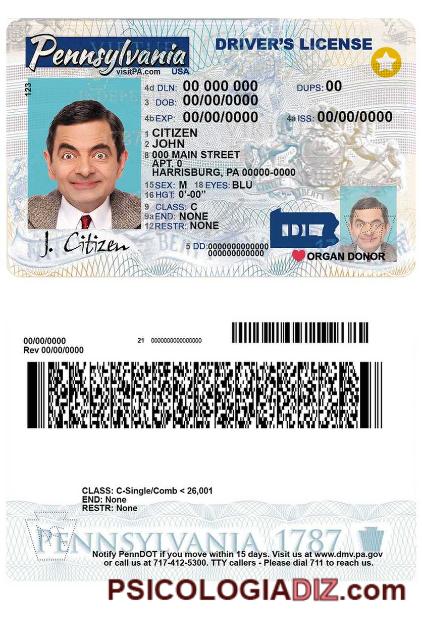 Pennsylvania
visitPA.com USA
DRIVER'S LICENSE
123
4d DLN: 00 000 000 DUPS: 00
3 DOB: 00/00/0000
4b EXP: 00/00/0000 4a ISS: 00/00/0000
1 CITIZEN
2 JOHN
8 000 MAIN STREET
APT. 0
HARRISBURG, PA 00000-0000
15 SEX: M 18 EYES: BLU
16 HGT: 0'-00"
9 CLASS: C
9a END: NONE
12 RESTR: NONE
J. Citizen
5 DD: 0000000000000
000000000000
ORGAN DONOR
00/00/0000
Rev 00/00/0000
21 0000000000000000
CLASS: C-Single/Comb < 26,001
END: None
RESTR: None
PENNSYLVANIA 1787
Notify PennDOT if you move within 15 days. Visit us at www.dmv.pa.gov
or call us at 717-412-5300. TTY callers - Please dial 711 to reach us.
PSICOLOGIADIZ.com